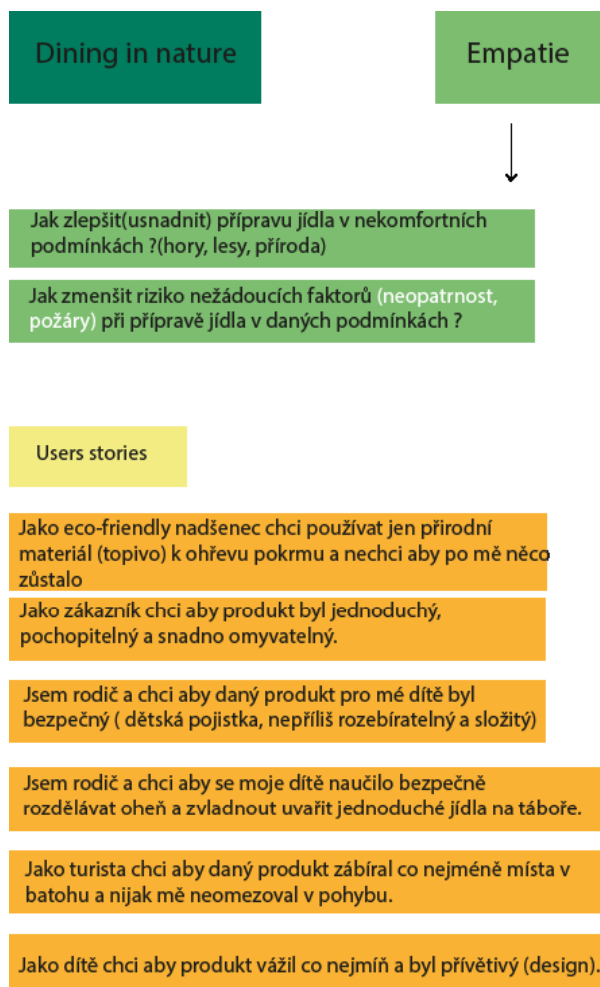 Dining in nature
Empatie
Jak zlepšit(usnadnit) přípravu jídla v nekomfortních
podmínkách ?(hory, lesy, příroda)
Jak zmenšit riziko nežádoucích faktorů (neopatrnost,
požáry) při přípravě jídla v daných podmínkách ?
Users stories
Jako eco-friendly nadšenec chci používat jen přírodní
materiál (topivo) k ohřevu pokrmu a nechci aby po mě něco
zůstalo
Jako zákazník chci aby produkt byl jednoduchý,
pochopitelný a snadno omyvatelný.
Jsem rodič a chci aby daný produkt pro mé dítě byl
bezpečný ( dětská pojistka, nepříliš rozebíratelný a složitý)
Jsem rodič a chci aby se moje dítě naučilo bezpečně
rozdělávat oheň a zvladnout uvařit jednoduché jídla na táboře.
Jako turista chci aby daný produkt zábíral co nejméně místa v
batohu a nijak mě neomezoval v pohybu.
Jako dítě chci aby produkt vážil co nejmíň a byl přívětivý (design).